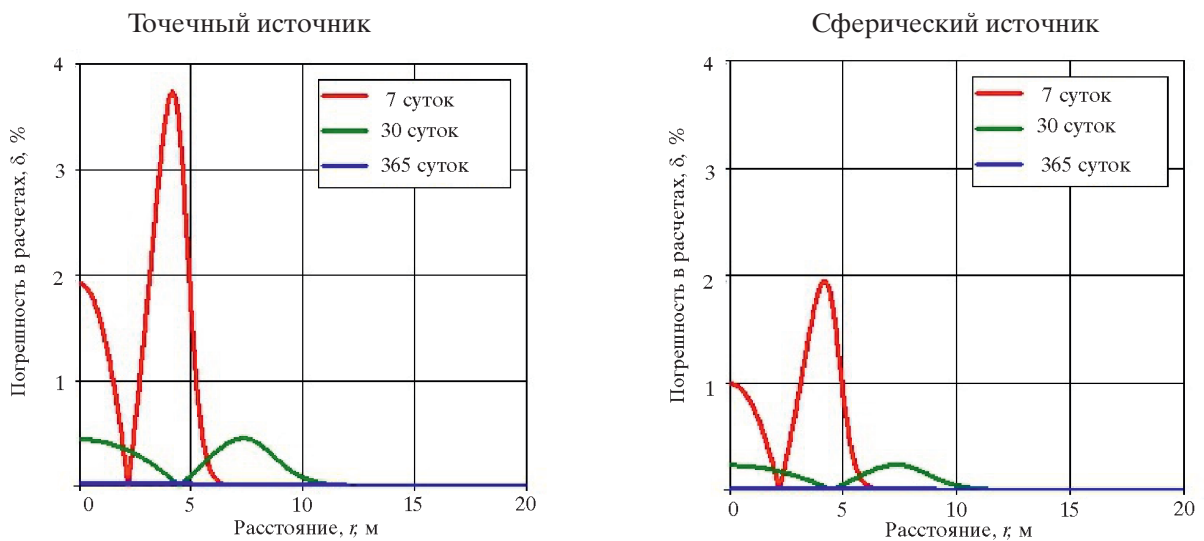 Точечный источник
Погрешность в расчетах, δ, %
4
3
2
1
0
5
10
15
20
7 суток
30 суток
365 суток
Расстояние, r, м
Сферический источник
Погрешность в расчетах, δ, %
4
3
2
1
0
5
10
15
20
7 суток
30 суток
365 суток
Расстояние, r, м